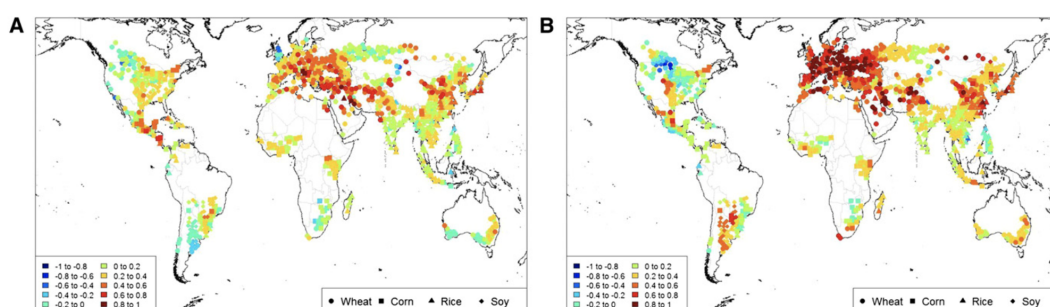 A
B
-1 to -0.8
-0.8 to -0.6
-0.6 to -0.4
-0.4 to -0.2
-0.2 to 0
0 to 0.2
0.2 to 0.4
0.4 to 0.6
0.6 to 0.8
0.8 to 1
Wheat Corn Rice Soy
-1 to -0.8
-0.8 to -0.6
-0.6 to -0.4
-0.4 to -0.2
-0.2 to 0
0 to 0.2
0.2 to 0.4
0.4 to 0.6
0.6 to 0.8
0.8 to 1
Wheat Corn Rice Soy